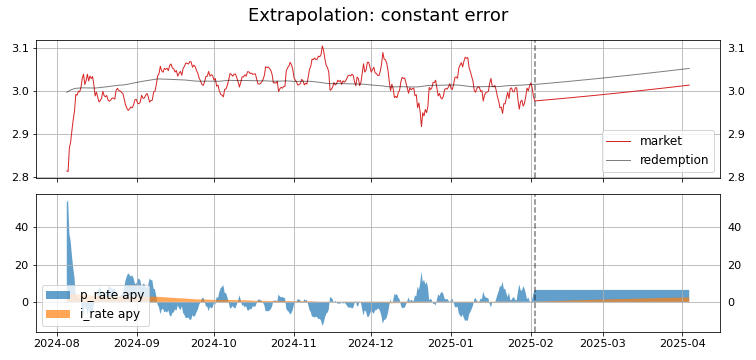 Extrapolation: constant error
3.1 3.1
3.0 3.0
2.9 2.9
2.8 2.8
market
redemption
40 40
20 20
0 0
p_rate apy
i_rate apy
2024-08 2024-09 2024-10 2024-11 2024-12 2025-01 2025-02 2025-03 2025-04